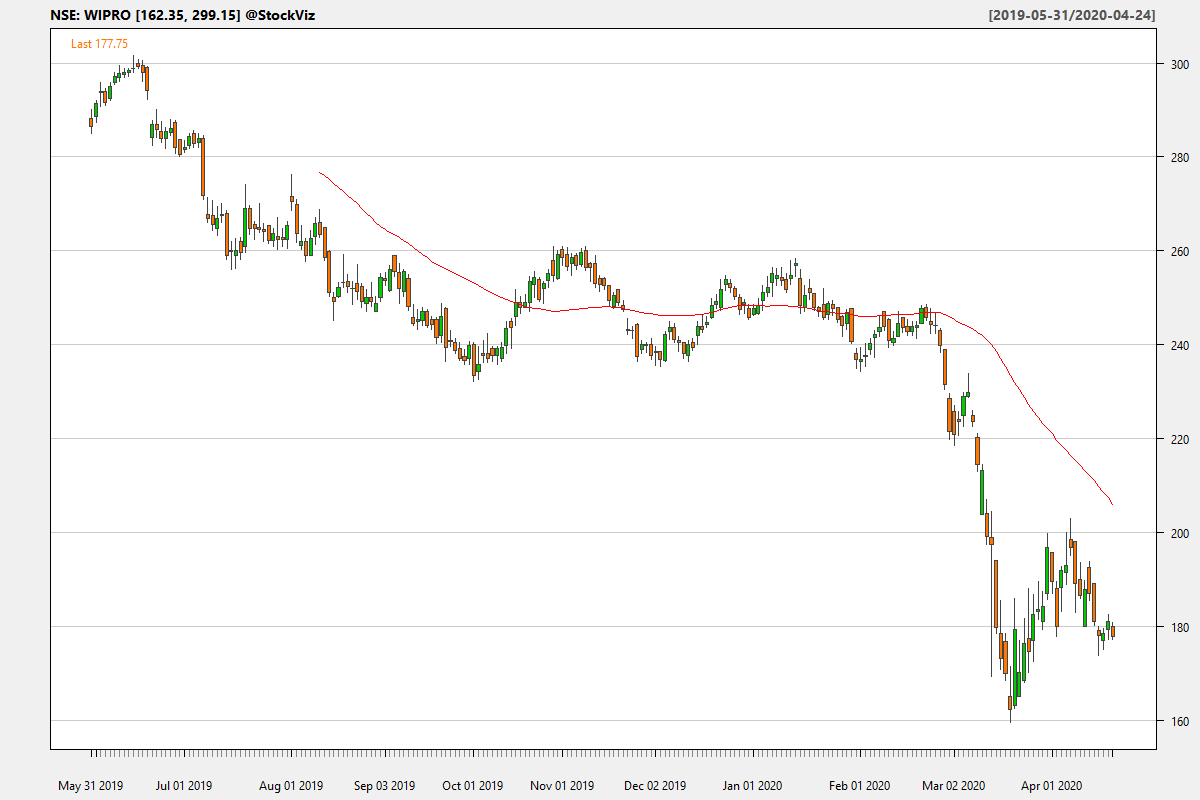 NSE: WIPRO [162.35, 299.15] @StockViz
[2019-05-31/2020-04-24]
Last 177.75
300
280
260
240
220
200
180
160
May 31 2019
Jul 01 2019
Aug 01 2019
Sep 03 2019
Oct 01 2019
Nov 01 2019
Dec 02 2019
Jan 01 2020
Feb 01 2020
Mar 02 2020
Apr 01 2020